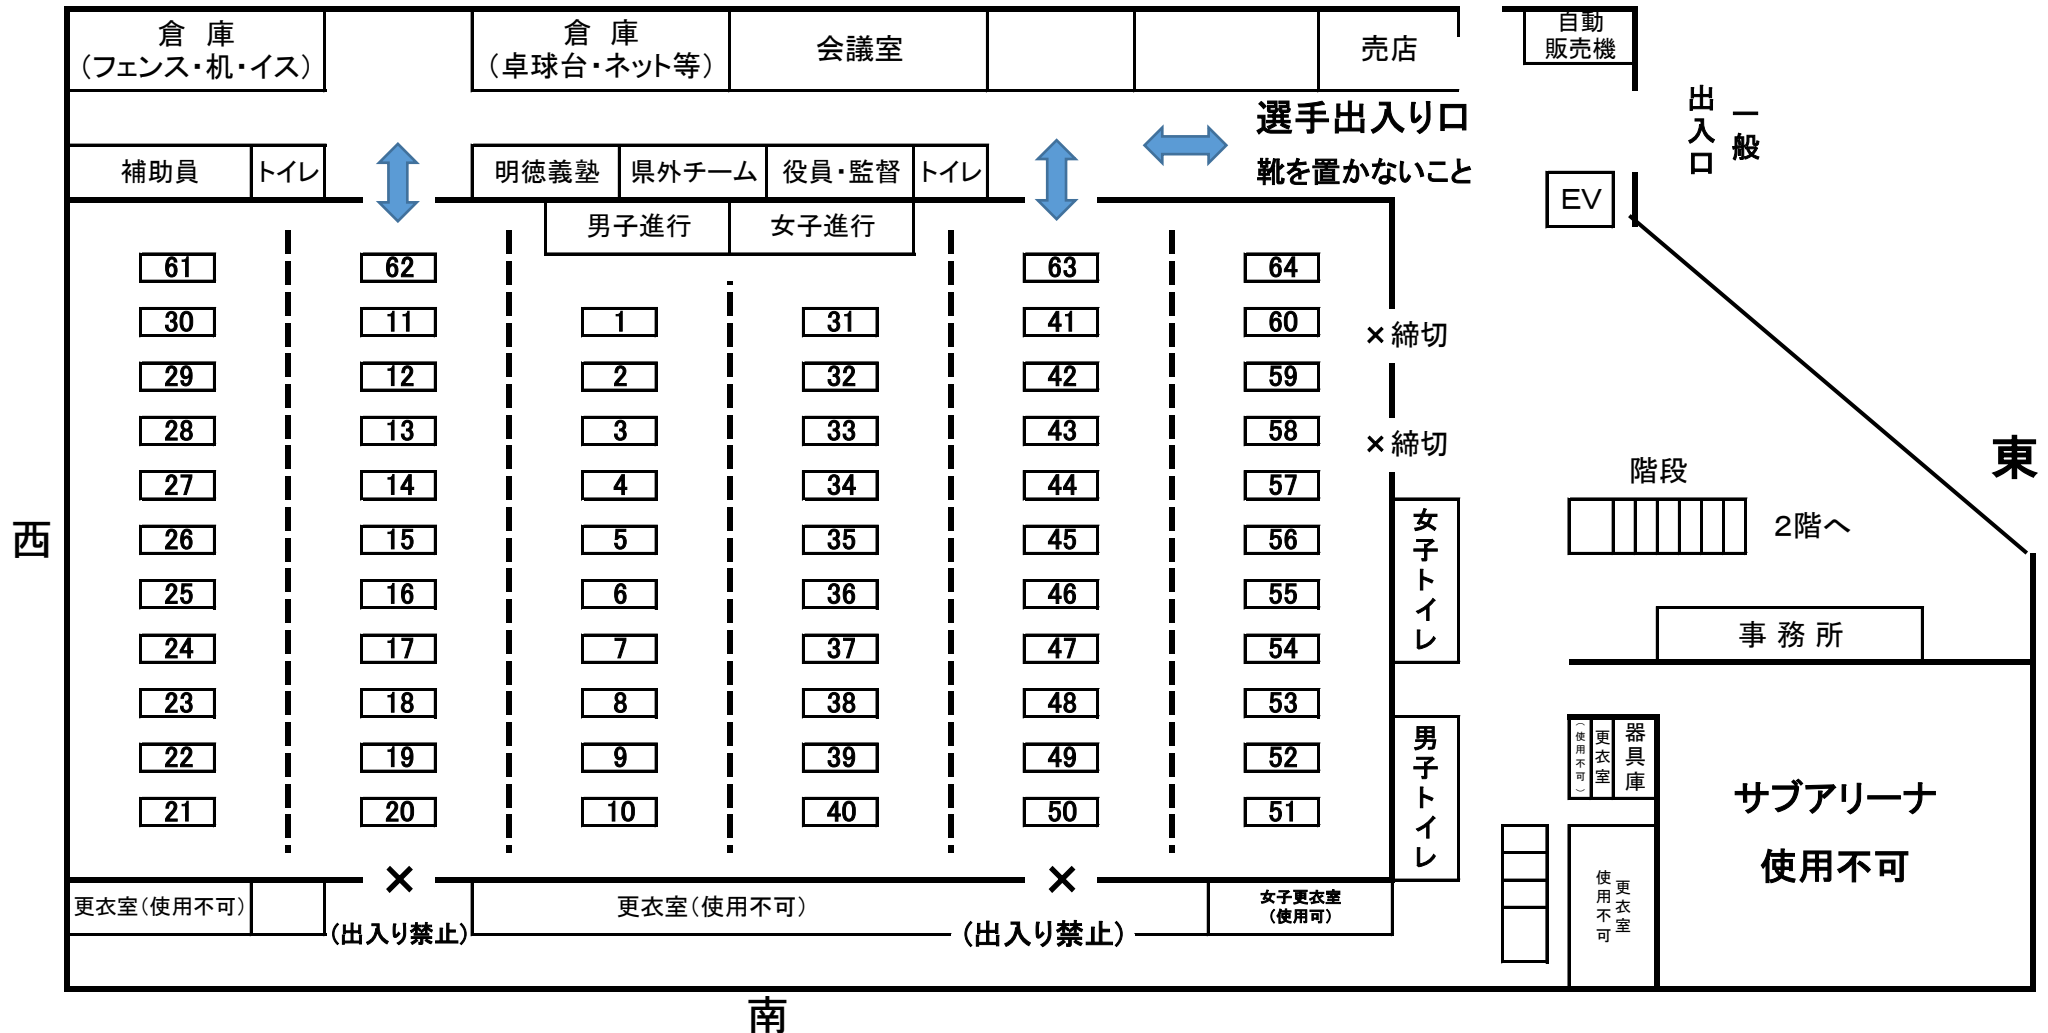 倉 庫
（フェンス・机・イス）
倉 庫
（卓球台・ネット等）
会議室
売店
自動
販売機
一般
出入口
選手出入り口
靴を置かないこと
補助員
トイレ
明徳義塾
県外チーム
役員・監督
トイレ
EV
男子進行
女子進行
61 62 63 64
30 11 1 31 41 60
×締切
29 12 2 32 42 59
28 13 3 33 43 58
×締切
東
27 14 4 34 44 57
階段
2階へ
西
26 15 5 35 45 56
女子トイレ
25 16 6 36 46 55
24 17 7 37 47 54
事 務 所
23 18 8 38 48 53
22 19 9 39 49 52
男子トイレ
（使用不可）
更衣室
器具庫
サブアリーナ
使用不可
21 20 10 40 50 51
×
×
更衣室（使用不可）
（出入り禁止）
更衣室（使用不可）
（出入り禁止）
女子更衣室
（使用可）
更衣室
使用不可
南